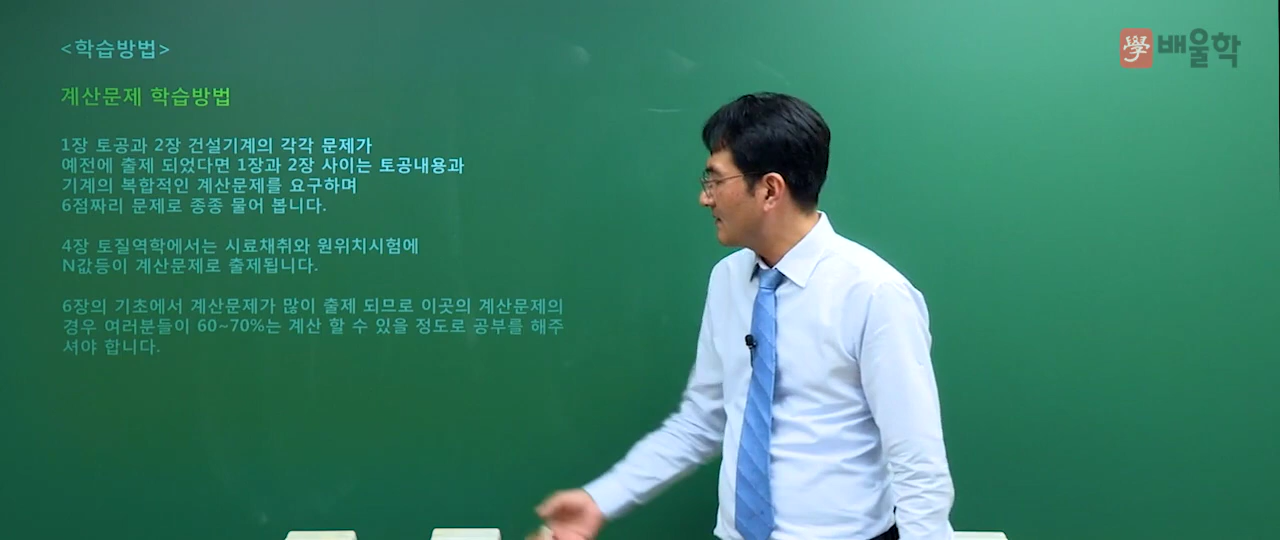 <학습방법>
學 배울학
계산문제 학습방법
1장 토공과 2장 건설기계의 각각 문제가
예전에 출제 되었다면 1장과 2장 사이는 토공내용과
기계의 복합적인 계산문제를 요구하며
6점짜리 문제로 종종 물어 봅니다.
4장 토질역학에서는 시료채취와 원위치시험에
N값등이 계산문제로 출제됩니다.
6장의 기초에서 계산문제가 많이 출제 되므로 이곳의 계산문제의
경우 여러분들이 60~70%는 계산 할 수 있을 정도로 공부를 해주
셔야 합니다.